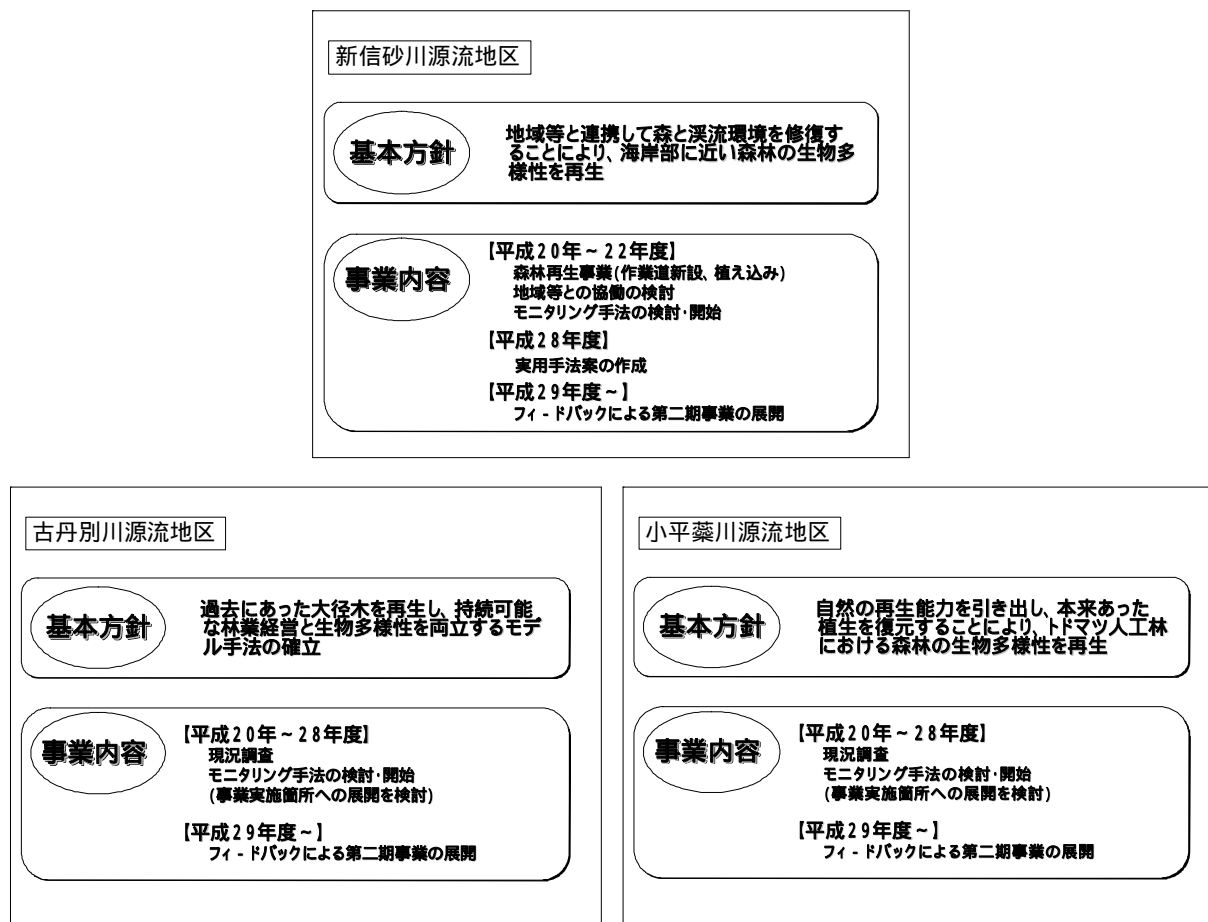 新信砂川源流地区
基本方針
地域等と連携して森と渓流環境を修復す
ることにより、海岸部に近い森林の生物多
様性を再生
事業内容
【平成20年～22年度】
森林再生事業(作業道新設、植え込み)
地域等との協働の検討
モニタリング手法の検討・開始
【平成28年度】
実用手法案の作成
【平成29年度～】
フィ-ドバックによる第二期事業の展開
古丹別川源流地区
基本方針
過去にあった大径木を再生し、持続可能
な林業経営と生物多様性を両立するモデ
ル手法の確立
事業内容
【平成20年～28年度】
現況調査
モニタリング手法の検討・開始
(事業実施箇所への展開を検討)
【平成29年度～】
フィ-ドバックによる第二期事業の展開
小平蘂川源流地区
基本方針
自然の再生能力を引き出し、本来あった
植生を復元することにより、トドマツ人工林
における森林の生物多様性を再生
事業内容
【平成20年～28年度】
現況調査
モニタリング手法の検討・開始
(事業実施箇所への展開を検討)
【平成29年度～】
フィ-ドバックによる第二期事業の展開